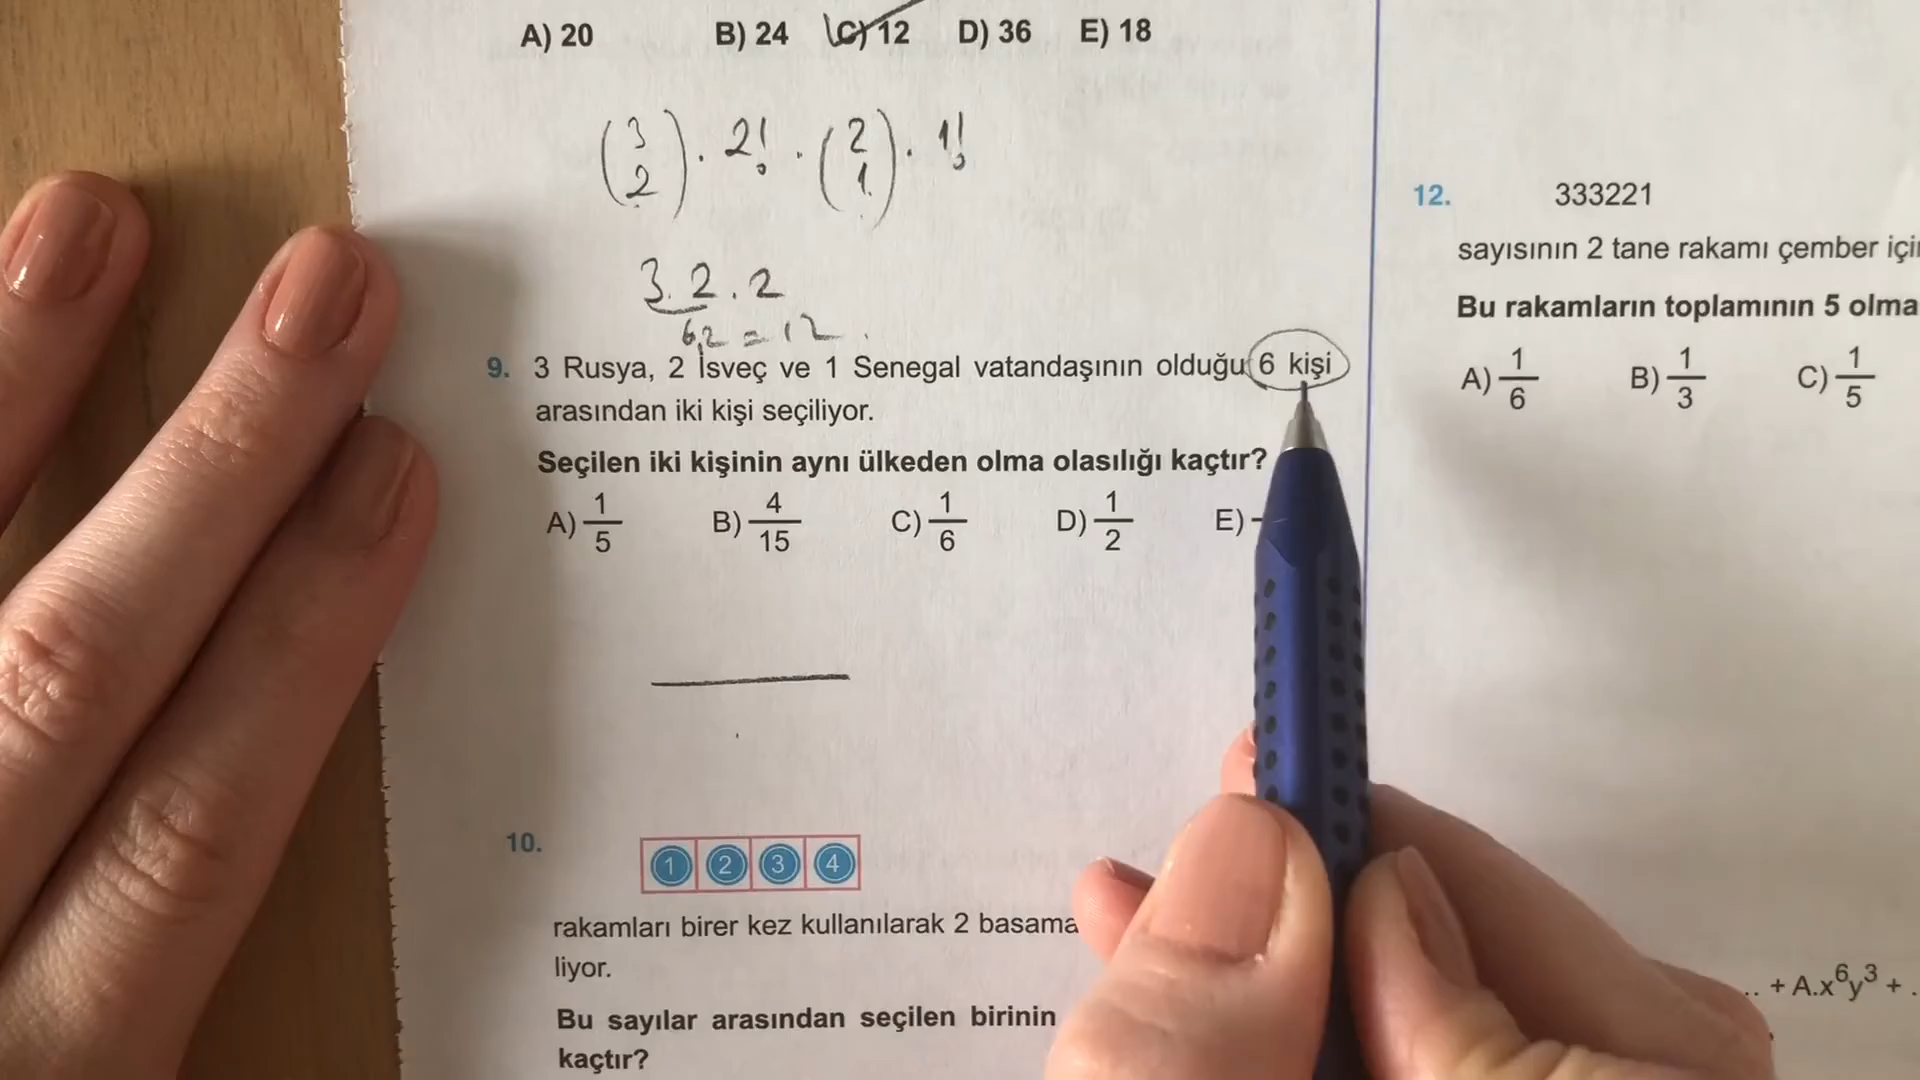 A) 20 B) 24 C) 12 D) 36 E) 18
(3 2) . 2! . (2 1) . 1!
3.2.2
6.2 = 12
9. 3 Rusya, 2 İsveç ve 1 Senegal vatandaşının olduğu 6 kişi
arasından iki kişi seçiliyor.
Seçilen iki kişinin aynı ülkeden olma olasılığı kaçtır?
A) 1/5 B) 4/15 C) 1/6 D) 1/2 E)
10.
1 2 3 4
rakamları birer kez kullanılarak 2 basama
liyor.
Bu sayılar arasından seçilen birinin
kaçtır?
12. 333221
sayısının 2 tane rakamı çember için
Bu rakamların toplamının 5 olma
A) 1/6 B) 1/3 C) 1/5
.. + A.x⁶y³ + .